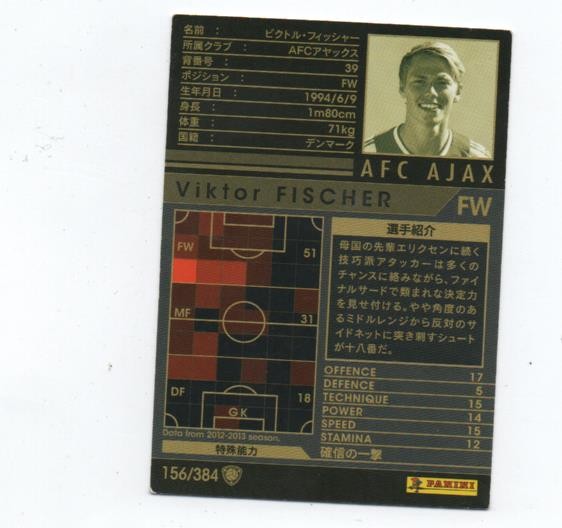 名前 : ビクトル・フィッシャー
所属クラブ : AFCアヤックス
背番号 : 39
ポジション : FW
生年月日 : 1994/6/9
身長 : 1m80cm
体重 : 71kg
国籍 : デンマーク
AFC AJAX
Viktor FISCHER
FW
FW 51
MF 31
DF 18
GK
Data from 2012-2013 season.
選手紹介
母国の先輩エリクセンに続く
技巧派アタッカーは多くの
チャンスに絡みながら、ファイ
ナルサードで類まれな決定力
を見せ付ける。やや角度のあ
るミドルレンジから反対のサ
イドネットに突き刺すシュート
が十八番だ。
OFFENCE 17
DEFENCE 5
TECHNIQUE 15
POWER 14
SPEED 15
STAMINA 12
特殊能力 確信の一撃
156/384
PANINI